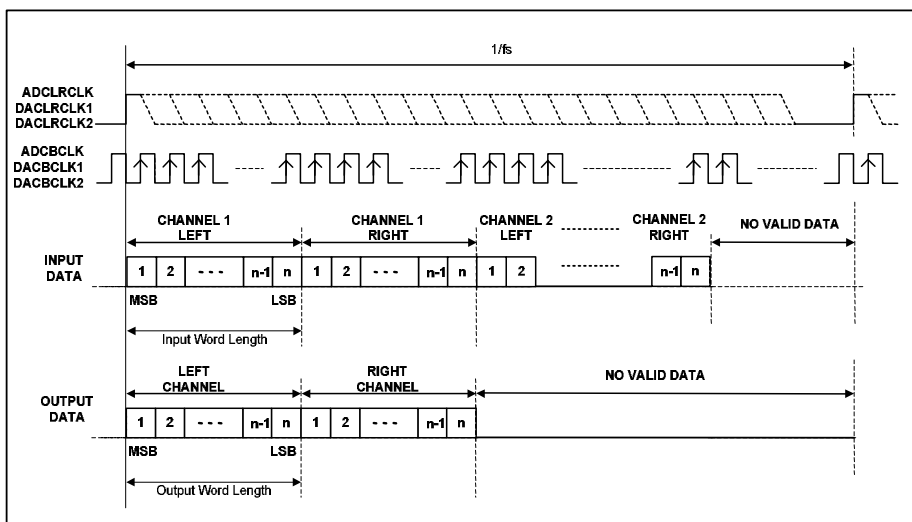 1/fs
ADCLRCLK
DACLRCLK1
DACLRCLK2
ADCBCLK
DACBCLK1
DACBCLK2
CHANNEL 1
LEFT
CHANNEL 1
RIGHT
CHANNEL 2
LEFT
CHANNEL 2
RIGHT
NO VALID DATA
INPUT
DATA
1 2 - - - n-1 n 1 2 - - - n-1 n 1 2 n-1 n
MSB LSB
Input Word Length
LEFT
CHANNEL
RIGHT
CHANNEL
NO VALID DATA
OUTPUT
DATA
1 2 - - - n-1 n 1 2 - - - n-1 n
MSB LSB
Output Word Length